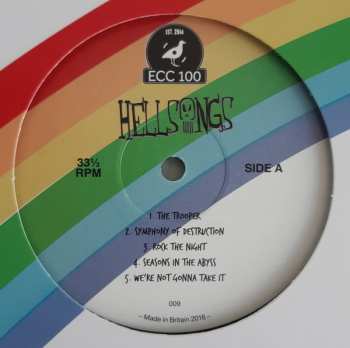 EST. 2014
ECC 100
HELLSONGS
33⅓
RPM
SIDE A
1. THE TROOPER
2. SYMPHONY OF DESTRUCTION
3. ROCK THE NIGHT
4. SEASONS IN THE ABYSS
5. WE'RE NOT GONNA TAKE IT
009
~ Made in Britain 2016 ~